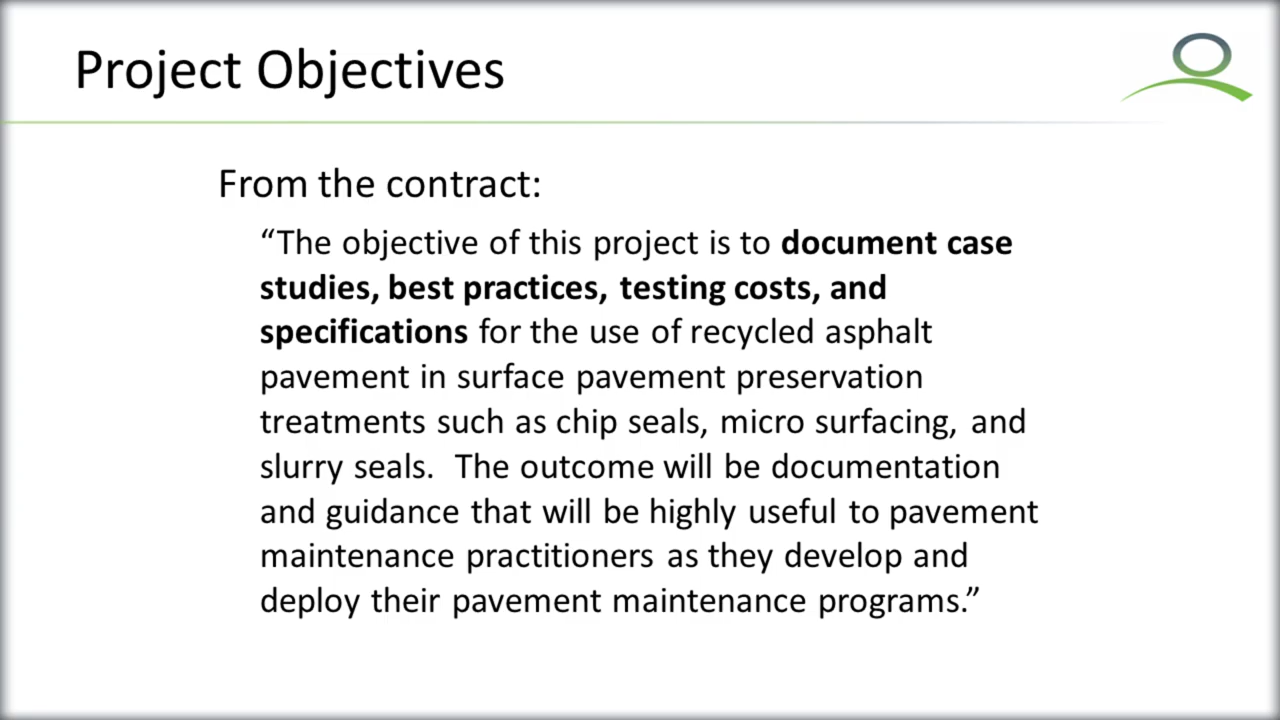 Project Objectives
From the contract:
“The objective of this project is to document case
studies, best practices, testing costs, and
specifications for the use of recycled asphalt
pavement in surface pavement preservation
treatments such as chip seals, micro surfacing, and
slurry seals.  The outcome will be documentation
and guidance that will be highly useful to pavement
maintenance practitioners as they develop and
deploy their pavement maintenance programs.”